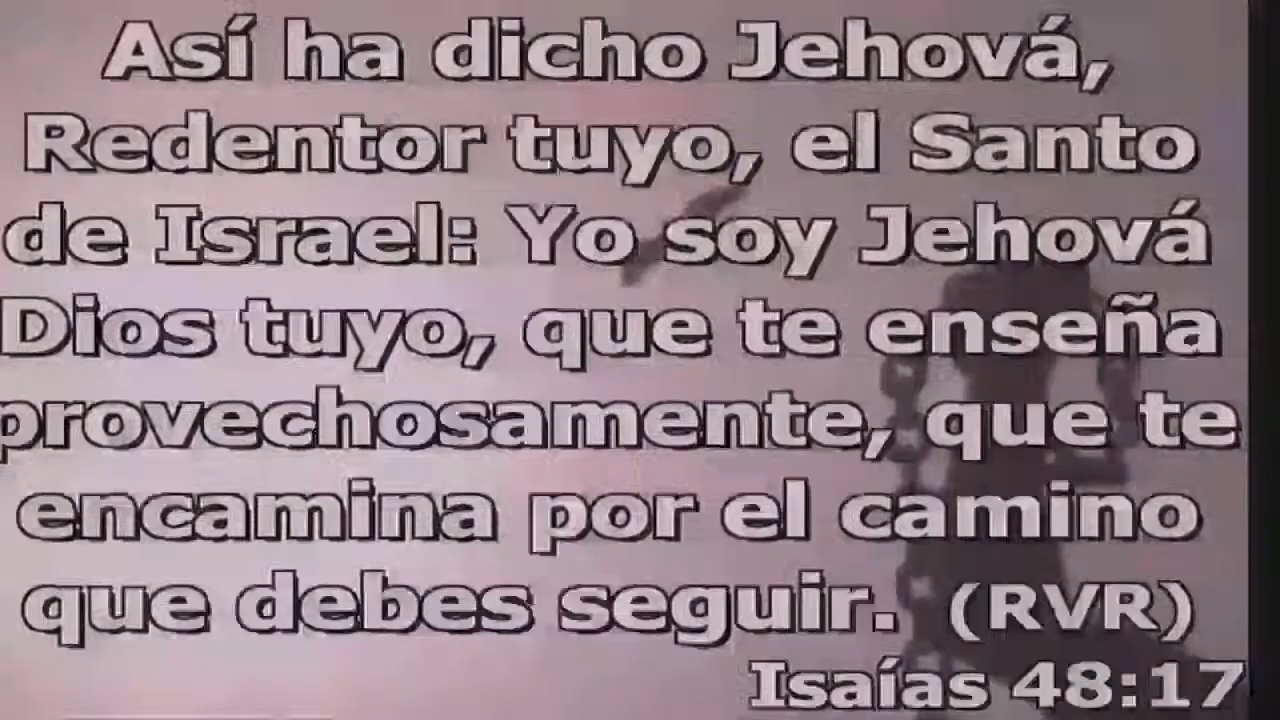 Así ha dicho Jehová,
Redentor tuyo, el Santo
de Israel: Yo soy Jehová
Dios tuyo, que te enseña
provechosamente, que te
encamina por el camino
que debes seguir. (RVR)
Isaías 48:17